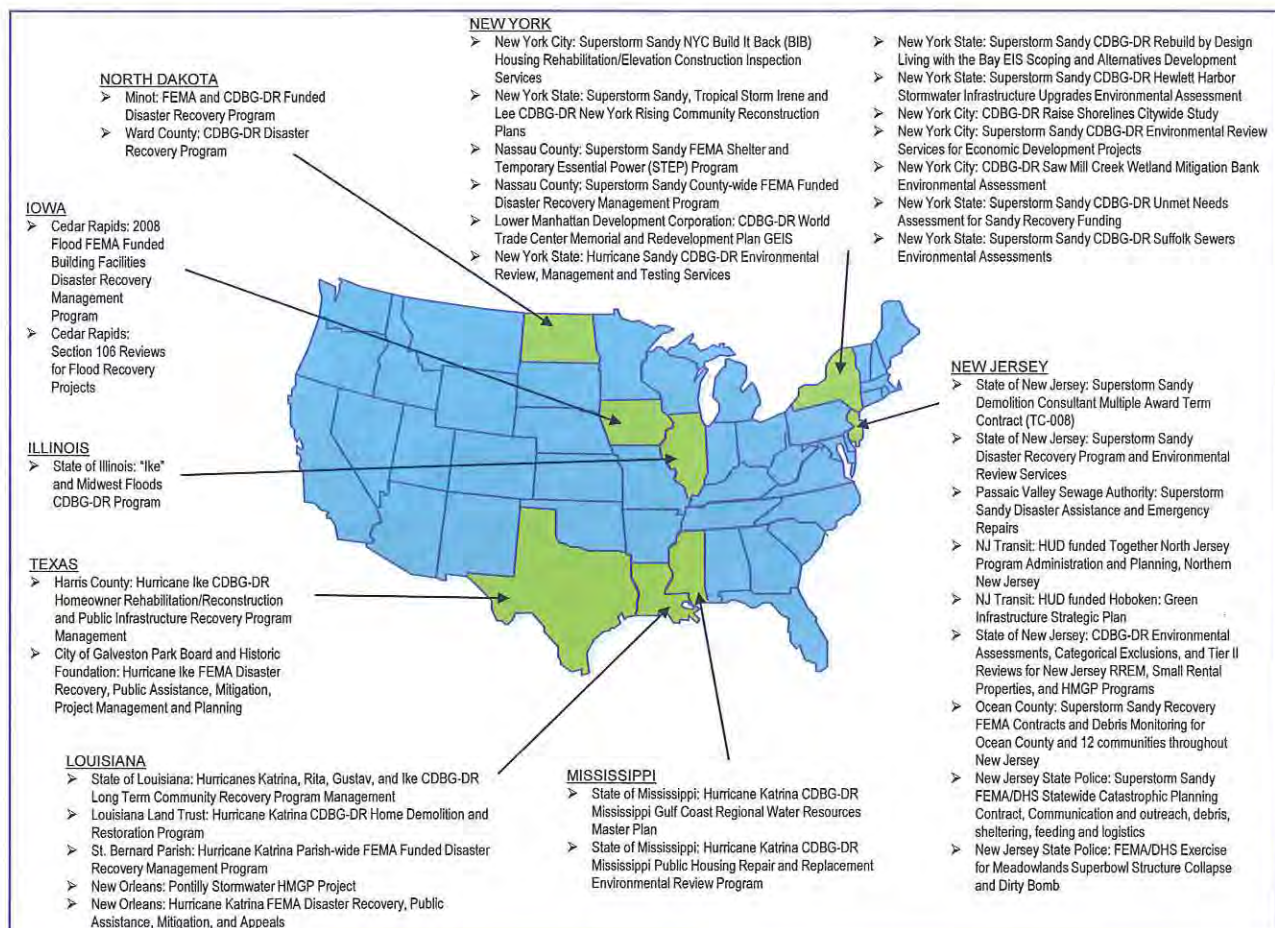 NORTH DAKOTA
➢ Minot: FEMA and CDBG-DR Funded
Disaster Recovery Program
➢ Ward County: CDBG-DR Disaster
Recovery Program
NEW YORK
➢ New York City: Superstorm Sandy NYC Build It Back (BIB)
Housing Rehabilitation/Elevation Construction Inspection
Services
➢ New York State: Superstorm Sandy, Tropical Storm Irene and
Lee CDBG-DR New York Rising Community Reconstruction
Plans
➢ Nassau County: Superstorm Sandy FEMA Shelter and
Temporary Essential Power (STEP) Program
➢ Nassau County: Superstorm Sandy County-wide FEMA Funded
Disaster Recovery Management Program
➢ Lower Manhattan Development Corporation: CDBG-DR World
Trade Center Memorial and Redevelopment Plan GEIS
➢ New York State: Hurricane Sandy CDBG-DR Environmental
Review, Management and Testing Services
➢ New York State: Superstorm Sandy CDBG-DR Rebuild by Design
Living with the Bay EIS Scoping and Alternatives Development
➢ New York State: Superstorm Sandy CDBG-DR Hewlett Harbor
Stormwater Infrastructure Upgrades Environmental Assessment
➢ New York City: CDBG-DR Raise Shorelines Citywide Study
➢ New York City: Superstorm Sandy CDBG-DR Environmental Review
Services for Economic Development Projects
➢ New York City: CDBG-DR Saw Mill Creek Wetland Mitigation Bank
Environmental Assessment
➢ New York State: Superstorm Sandy CDBG-DR Unmet Needs
Assessment for Sandy Recovery Funding
➢ New York State: Superstorm Sandy CDBG-DR Suffolk Sewers
Environmental Assessments
IOWA
➢ Cedar Rapids: 2008
Flood FEMA Funded
Building Facilities
Disaster Recovery
Management
Program
➢ Cedar Rapids:
Section 106 Reviews
for Flood Recovery
Projects
ILLINOIS
➢ State of Illinois: "Ike"
and Midwest Floods
CDBG-DR Program
TEXAS
➢ Harris County: Hurricane Ike CDBG-DR
Homeowner Rehabilitation/Reconstruction
and Public Infrastructure Recovery Program
Management
➢ City of Galveston Park Board and Historic
Foundation: Hurricane Ike FEMA Disaster
Recovery, Public Assistance, Mitigation,
Project Management and Planning
LOUISIANA
➢ State of Louisiana: Hurricanes Katrina, Rita, Gustav, and Ike CDBG-DR
Long Term Community Recovery Program Management
➢ Louisiana Land Trust: Hurricane Katrina CDBG-DR Home Demolition and
Restoration Program
➢ St. Bernard Parish: Hurricane Katrina Parish-wide FEMA Funded Disaster
Recovery Management Program
➢ New Orleans: Pontilly Stormwater HMGP Project
➢ New Orleans: Hurricane Katrina FEMA Disaster Recovery, Public
Assistance, Mitigation, and Appeals
MISSISSIPPI
➢ State of Mississippi: Hurricane Katrina CDBG-DR
Mississippi Gulf Coast Regional Water Resources
Master Plan
➢ State of Mississippi: Hurricane Katrina CDBG-DR
Mississippi Public Housing Repair and Replacement
Environmental Review Program
NEW JERSEY
➢ State of New Jersey: Superstorm Sandy
Demolition Consultant Multiple Award Term
Contract (TC-008)
➢ State of New Jersey: Superstorm Sandy
Disaster Recovery Program and Environmental
Review Services
➢ Passaic Valley Sewage Authority: Superstorm
Sandy Disaster Assistance and Emergency
Repairs
➢ NJ Transit: HUD funded Together North Jersey
Program Administration and Planning, Northern
New Jersey
➢ NJ Transit: HUD funded Hoboken: Green
Infrastructure Strategic Plan
➢ State of New Jersey: CDBG-DR Environmental
Assessments, Categorical Exclusions, and Tier II
Reviews for New Jersey RREM, Small Rental
Properties, and HMGP Programs
➢ Ocean County: Superstorm Sandy Recovery
FEMA Contracts and Debris Monitoring for
Ocean County and 12 communities throughout
New Jersey
➢ New Jersey State Police: Superstorm Sandy
FEMA/DHS Statewide Catastrophic Planning
Contract, Communication and outreach, debris,
sheltering, feeding and logistics
➢ New Jersey State Police: FEMA/DHS Exercise
for Meadowlands Superbowl Structure Collapse
and Dirty Bomb